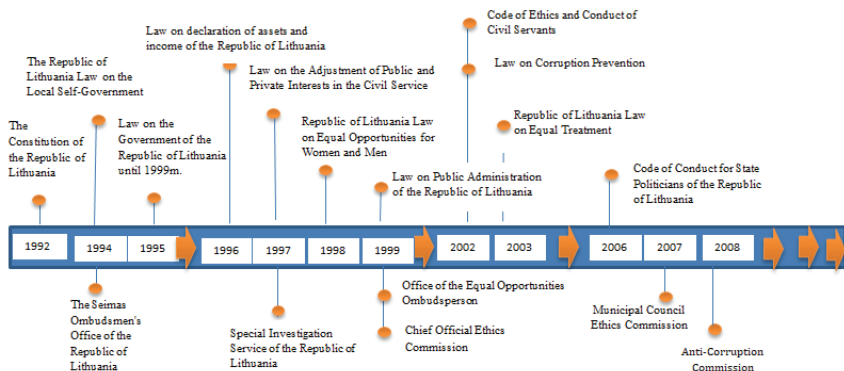 The
Constitution of
the Republic of
Lithuania
The Republic of
Lithuania Law on the
Local Self-Government
Law on the
Government of the
Republic of Lithuania
until 1999m.
Law on declaration of assets and
income of the Republic of Lithuania
Law on the Adjustment of Public and
Private Interests in the Civil Service
Republic of Lithuania Law
on Equal Opportunities for
Women and Men
Law on Public Administration
of the Republic of Lithuania
Code of Ethics and Conduct of
Civil Servants
Law on Corruption Prevention
Republic of Lithuania Law
on Equal Treatment
Code of Conduct for State
Politicians of the Republic
of Lithuania
1992 1994 1995 1996 1997 1998 1999 2002 2003 2006 2007 2008
The Seimas
Ombudsmen's
Office of the
Republic of
Lithuania
Special Investigation
Service of the Republic of
Lithuania
Office of the Equal Opportunities
Ombudsperson
Chief Official Ethics
Commission
Municipal Council
Ethics Commission
Anti-Corruption
Commission